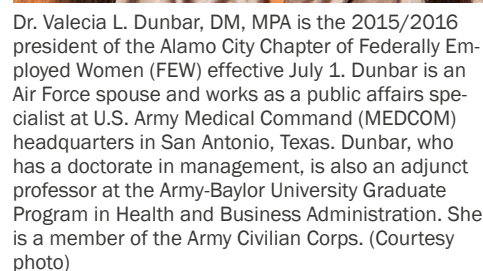 Dr. Valecia L. Dunbar, DM, MPA is the 2015/2016
president of the Alamo City Chapter of Federally Em-
ployed Women (FEW) effective July 1. Dunbar is an
Air Force spouse and works as a public affairs spe-
cialist at U.S. Army Medical Command (MEDCOM)
headquarters in San Antonio, Texas. Dunbar, who
has a doctorate in management, is also an adjunct
professor at the Army-Baylor University Graduate
Program in Health and Business Administration. She
is a member of the Army Civilian Corps. (Courtesy
photo)